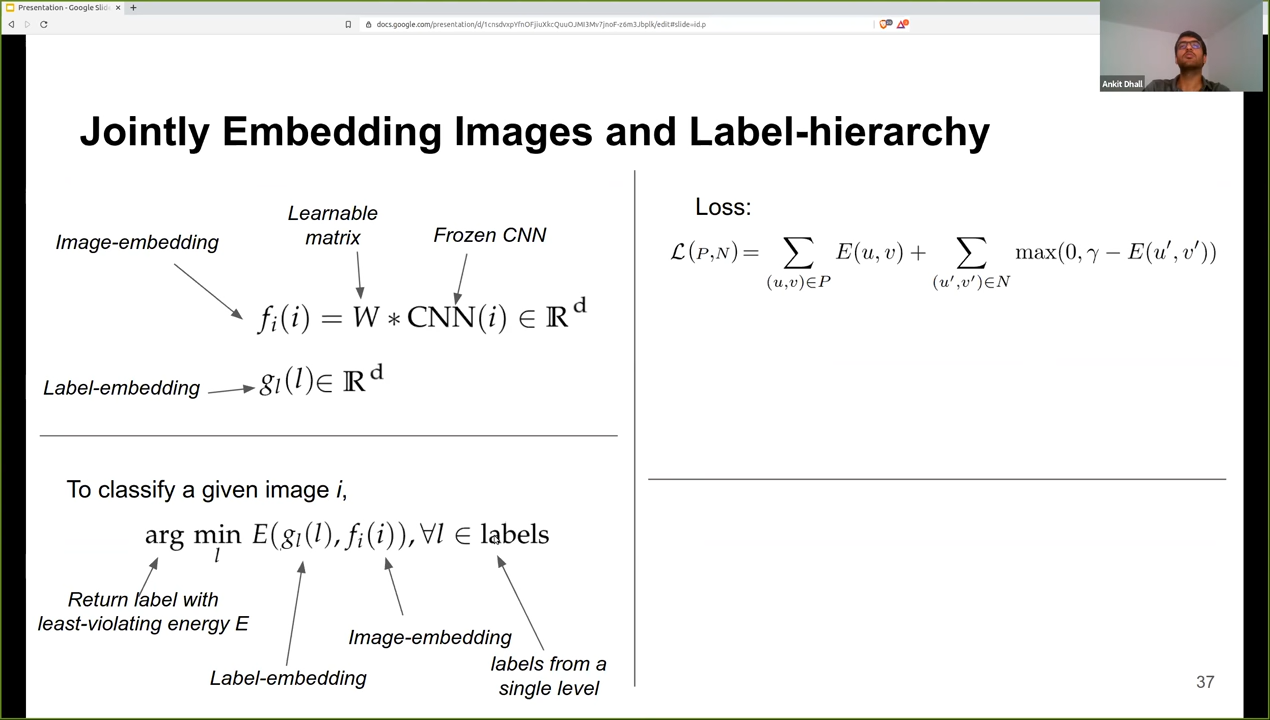 Presentation - Google Slid
docs.google.com/presentation/d/1cnsdvxpYfnOFjiuXkcQuuOJMI3Mv7jnoF-z6m3Jbplk/edit#slide=id.p
Ankit Dhall
Jointly Embedding Images and Label-hierarchy
Image-embedding
Learnable
matrix
Frozen CNN
fᵢ(i) = W ∗ CNN(i) ∈ ℝᵈ
Label-embedding
gₗ(l)∈ ℝᵈ
To classify a given image i,
arg min E(gₗ(l), fᵢ(i)), ∀l ∈ labels
l
Return label with
least-violating energy E
Label-embedding
Image-embedding
labels from a
single level
Loss:
ℒ(P,N) = ∑ E(u, v) + ∑ max(0, γ − E(u′, v′))
(u,v)∈P (u′,v′)∈N
37